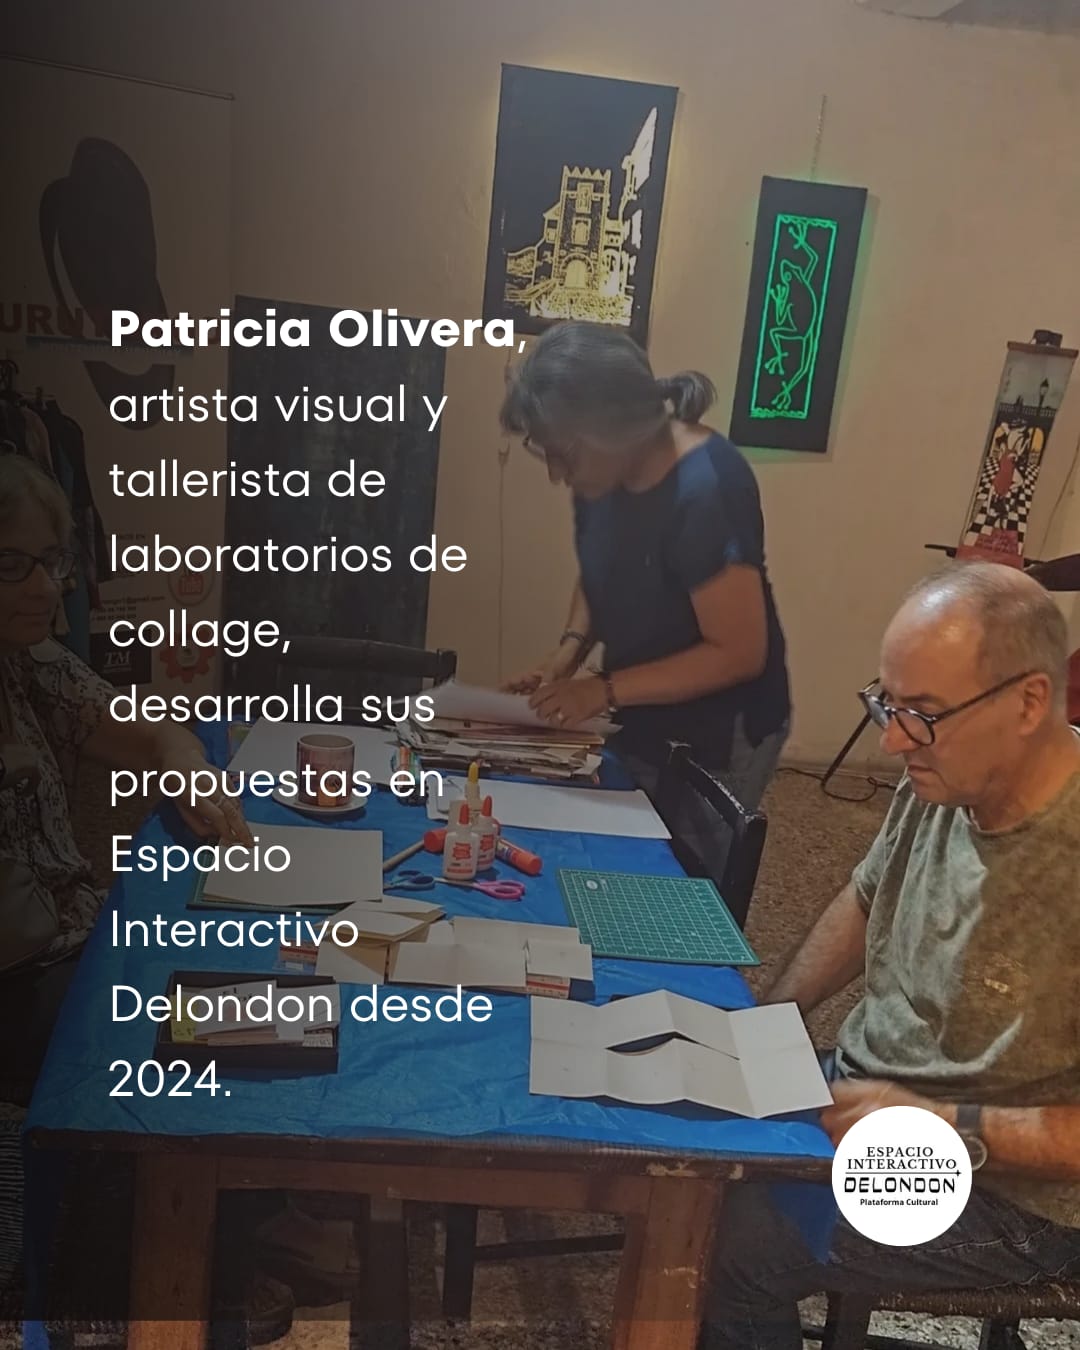 Patricia Olivera,
artista visual y
tallerista de
laboratorios de
collage,
desarrolla sus
propuestas en
Espacio
Interactivo
Delondon desde
2024.
ESPACIO
INTERACTIVO
DELONDON
Plataforma Cultural
TM